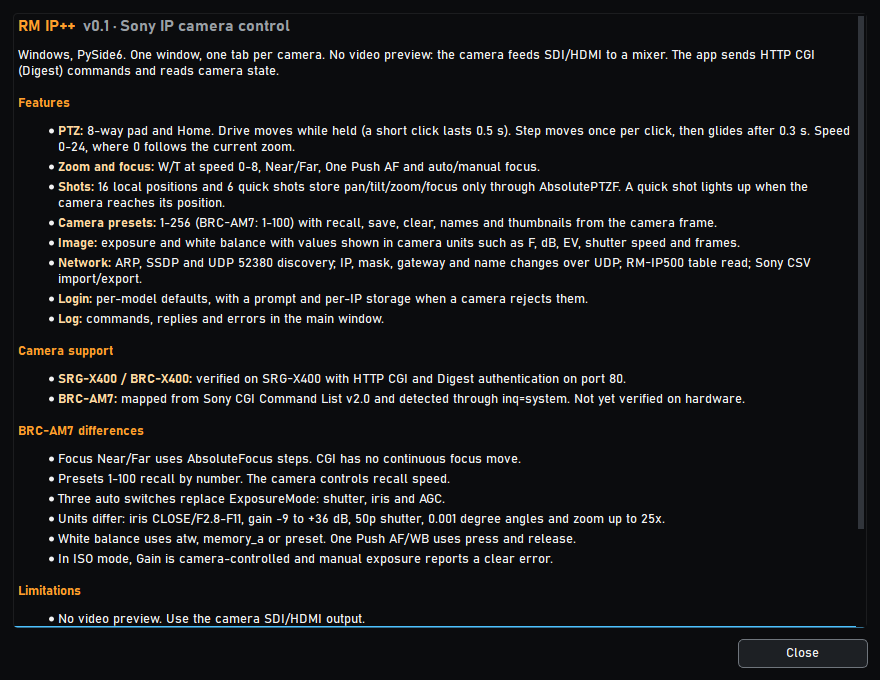 RM IP++ v0.1 · Sony IP camera control
Windows, PySide6. One window, one tab per camera. No video preview: the camera feeds SDI/HDMI to a mixer. The app sends HTTP CGI
(Digest) commands and reads camera state.
Features
• PTZ: 8-way pad and Home. Drive moves while held (a short click lasts 0.5 s). Step moves once per click, then glides after 0.3 s. Speed
0-24, where 0 follows the current zoom.
• Zoom and focus: W/T at speed 0-8, Near/Far, One Push AF and auto/manual focus.
• Shots: 16 local positions and 6 quick shots store pan/tilt/zoom/focus only through AbsolutePTZF. A quick shot lights up when the
camera reaches its position.
• Camera presets: 1-256 (BRC-AM7: 1-100) with recall, save, clear, names and thumbnails from the camera frame.
• Image: exposure and white balance with values shown in camera units such as F, dB, EV, shutter speed and frames.
• Network: ARP, SSDP and UDP 52380 discovery; IP, mask, gateway and name changes over UDP; RM-IP500 table read; Sony CSV
import/export.
• Login: per-model defaults, with a prompt and per-IP storage when a camera rejects them.
• Log: commands, replies and errors in the main window.
Camera support
• SRG-X400 / BRC-X400: verified on SRG-X400 with HTTP CGI and Digest authentication on port 80.
• BRC-AM7: mapped from Sony CGI Command List v2.0 and detected through inq=system. Not yet verified on hardware.
BRC-AM7 differences
• Focus Near/Far uses AbsoluteFocus steps. CGI has no continuous focus move.
• Presets 1-100 recall by number. The camera controls recall speed.
• Three auto switches replace ExposureMode: shutter, iris and AGC.
• Units differ: iris CLOSE/F2.8-F11, gain -9 to +36 dB, 50p shutter, 0.001 degree angles and zoom up to 25x.
• White balance uses atw, memory_a or preset. One Push AF/WB uses press and release.
• In ISO mode, Gain is camera-controlled and manual exposure reports a clear error.
Limitations
• No video preview. Use the camera SDI/HDMI output.
Close